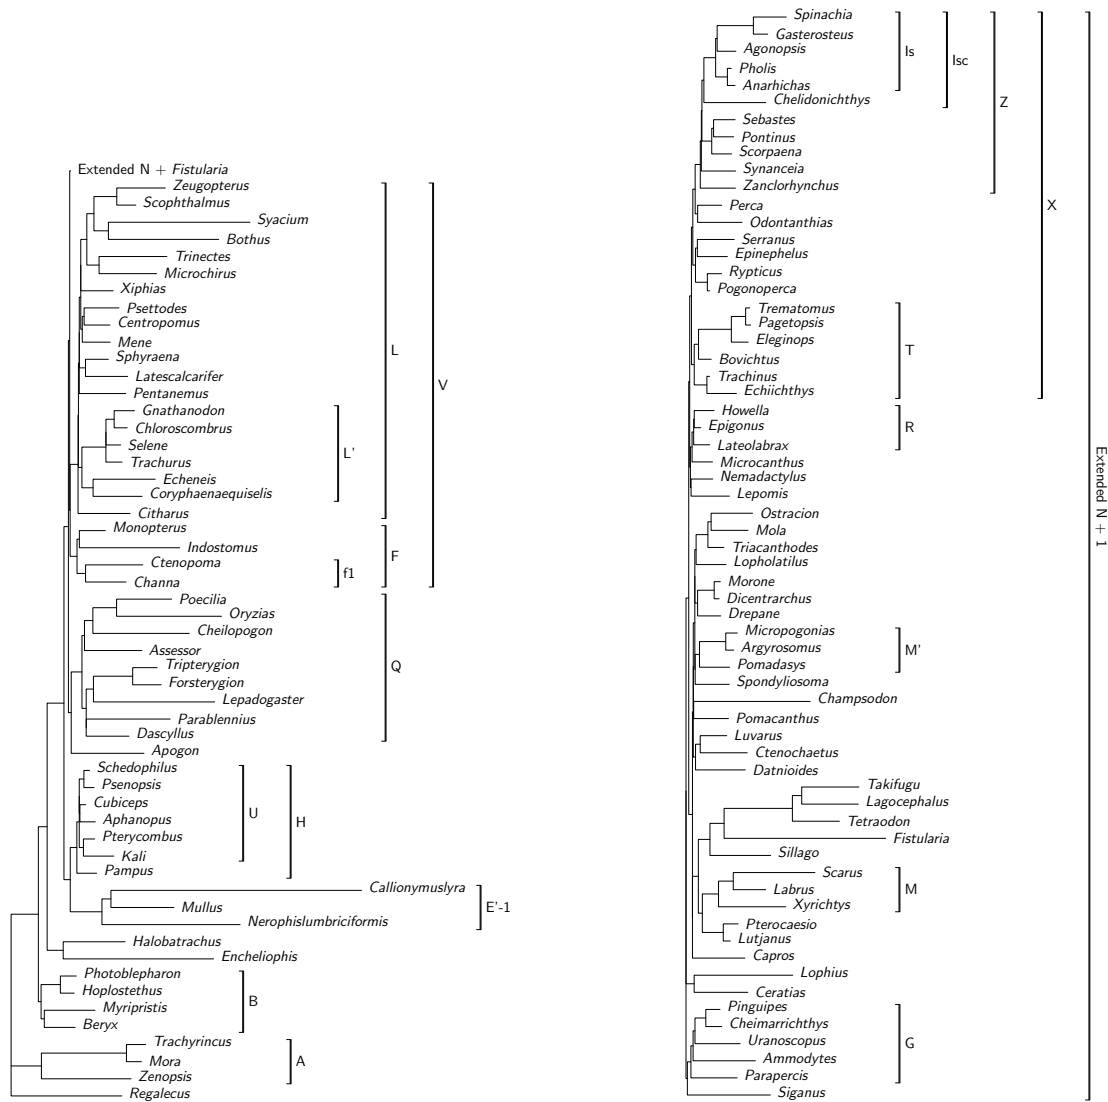 Extended N + Fistularia
Zeugopterus
Scophthalmus
Syacium
Bothus
Trinectes
Microchirus
Xiphias
Psettodes
Centropomus
Mene
Sphyraena
Latescalcarifer
Pentanemus
Gnathanodon
Chloroscombrus
Selene
Trachurus
Echeneis
Coryphaenaequiselis
Citharus
Monopterus
Indostomus
Ctenopoma
Channa
Poecilia
Oryzias
Cheilopogon
Assessor
Tripterygion
Forsterygion
Lepadogaster
Parablennius
Dascyllus
Apogon
Schedophilus
Psenopsis
Cubiceps
Aphanopus
Pterycombus
Kali
Pampus
Callionymuslyra
Mullus
Nerophislumbriciformis
Halobatrachus
Encheliophis
Photoblepharon
Hoplostethus
Myripristis
Beryx
Trachyrincus
Mora
Zenopsis
Regalecus
L
V
L'
F
f1
Q
U
H
E'-1
B
A
Spinachia
Gasterosteus
Agonopsis
Pholis
Anarhichas
Chelidonichthys
Sebastes
Pontinus
Scorpaena
Synanceia
Zanclorhynchus
Perca
Odontanthias
Serranus
Epinephelus
Rypticus
Pogonoperca
Trematomus
Pagetopsis
Eleginops
Bovichtus
Trachinus
Echiichthys
Howella
Epigonus
Lateolabrax
Microcanthus
Nemadactylus
Lepomis
Ostracion
Mola
Triacanthodes
Lopholatilus
Morone
Dicentrarchus
Drepane
Micropogonias
Argyrosomus
Pomadasys
Spondyliosoma
Champsodon
Pomacanthus
Luvarus
Ctenochaetus
Datnioides
Takifugu
Lagocephalus
Tetraodon
Fistularia
Sillago
Scarus
Labrus
Xyrichtys
Pterocaesio
Lutjanus
Capros
Lophius
Ceratias
Pinguipes
Cheimarrichthys
Uranoscopus
Ammodytes
Parapercis
Siganus
Is
Isc
Z
X
T
R
M'
M
G
Extended N + 1